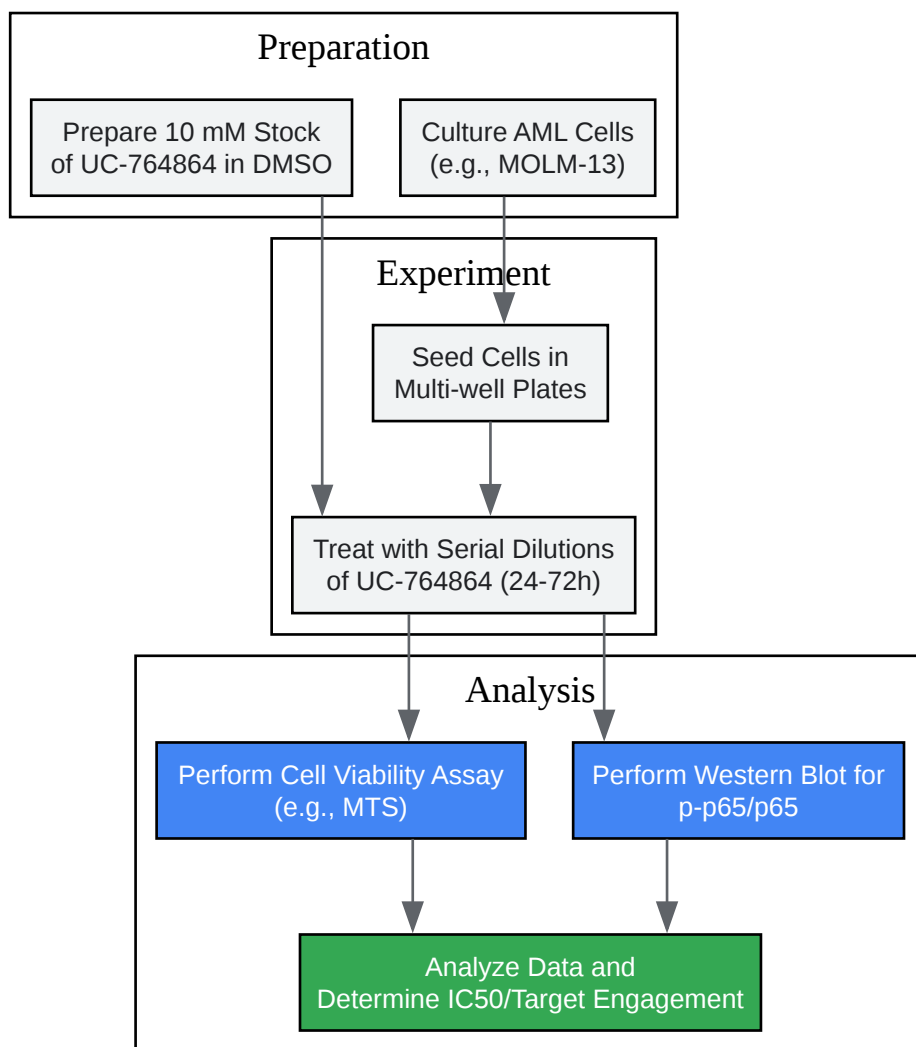 Preparation
Prepare 10 mM Stock
of UC-764864 in DMSO
Culture AML Cells
(e.g., MOLM-13)
Experiment
Seed Cells in
Multi-well Plates
Treat with Serial Dilutions
of UC-764864 (24-72h)
Analysis
Perform Cell Viability Assay
(e.g., MTS)
Perform Western Blot for
p-p65/p65
Analyze Data and
Determine IC50/Target Engagement